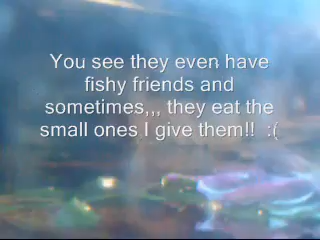 You see they even have
fishy friends and
sometimes,,, they eat the
small ones I give them!!  :(